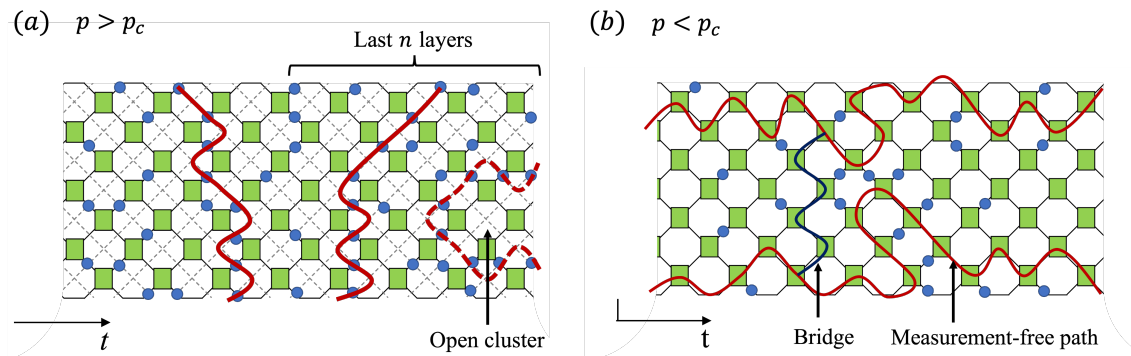 (a) p > p_c
Last n layers
Open cluster
t
(b) p < p_c
Bridge
Measurement-free path
t